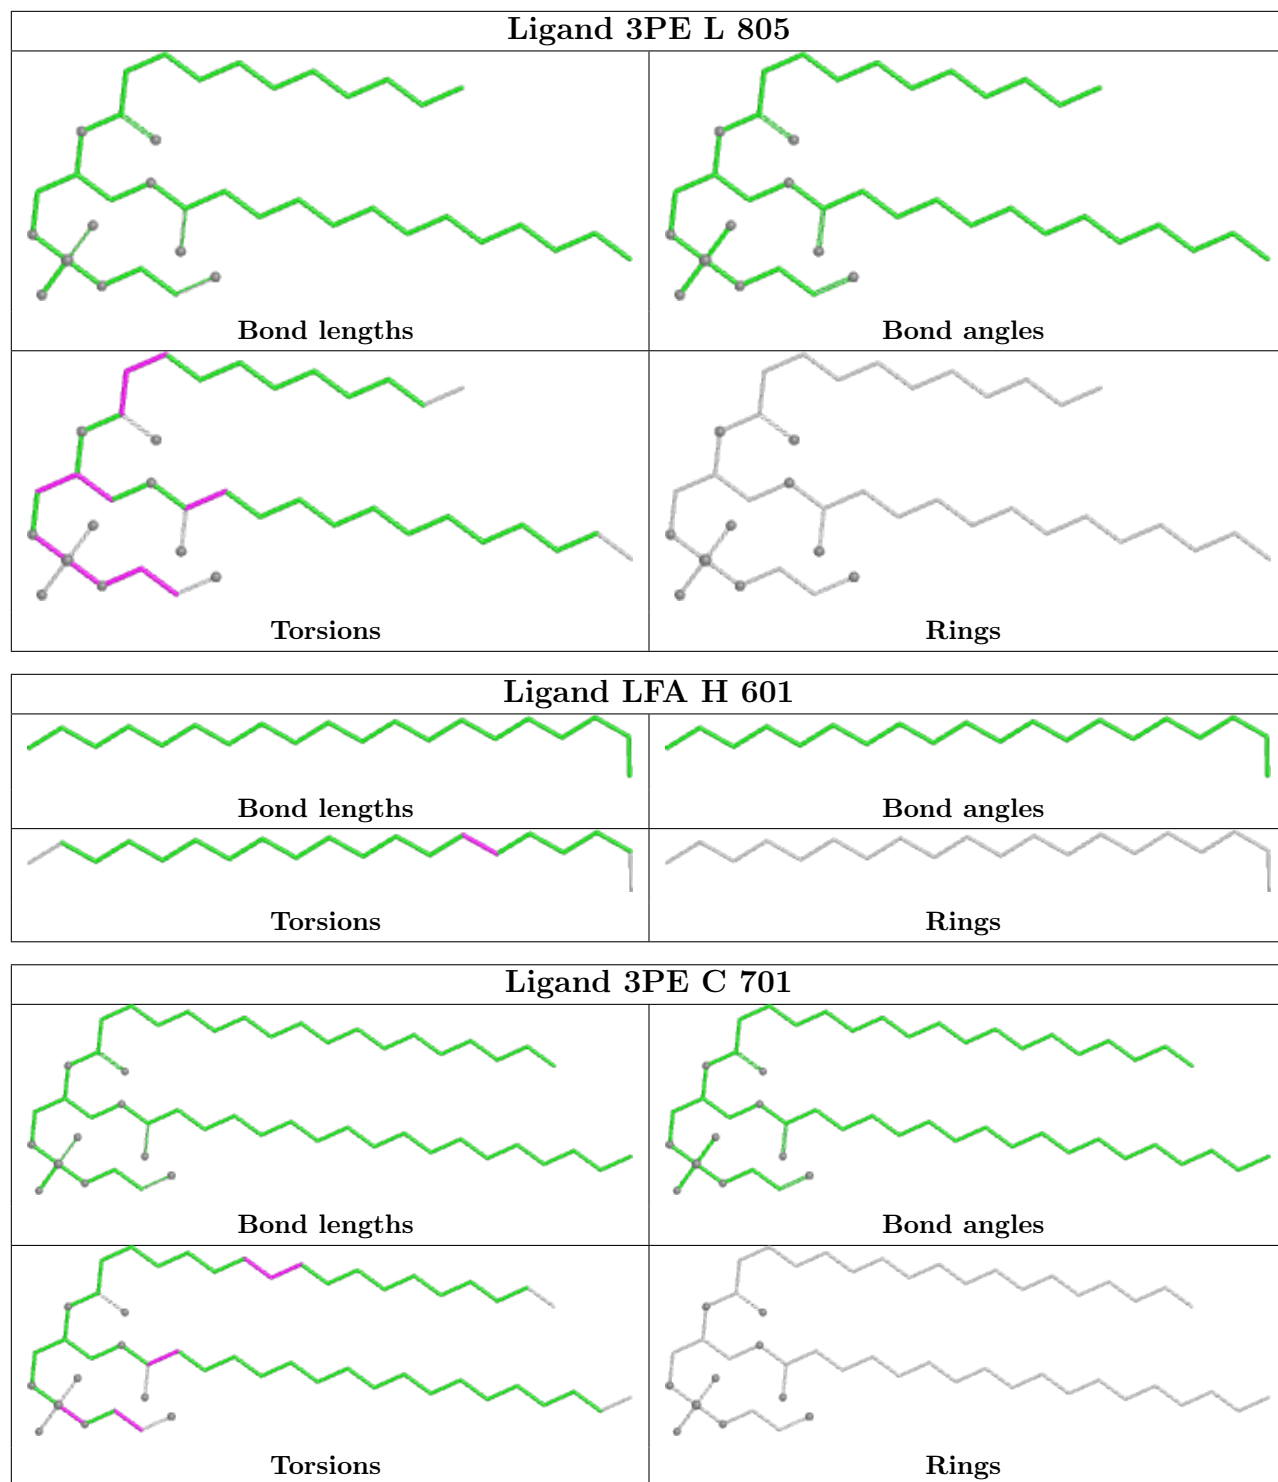 Ligand 3PE L 805
Bond lengths
Bond angles
Torsions
Rings
Ligand LFA H 601
Bond lengths
Bond angles
Torsions
Rings
Ligand 3PE C 701
Bond lengths
Bond angles
Torsions
Rings